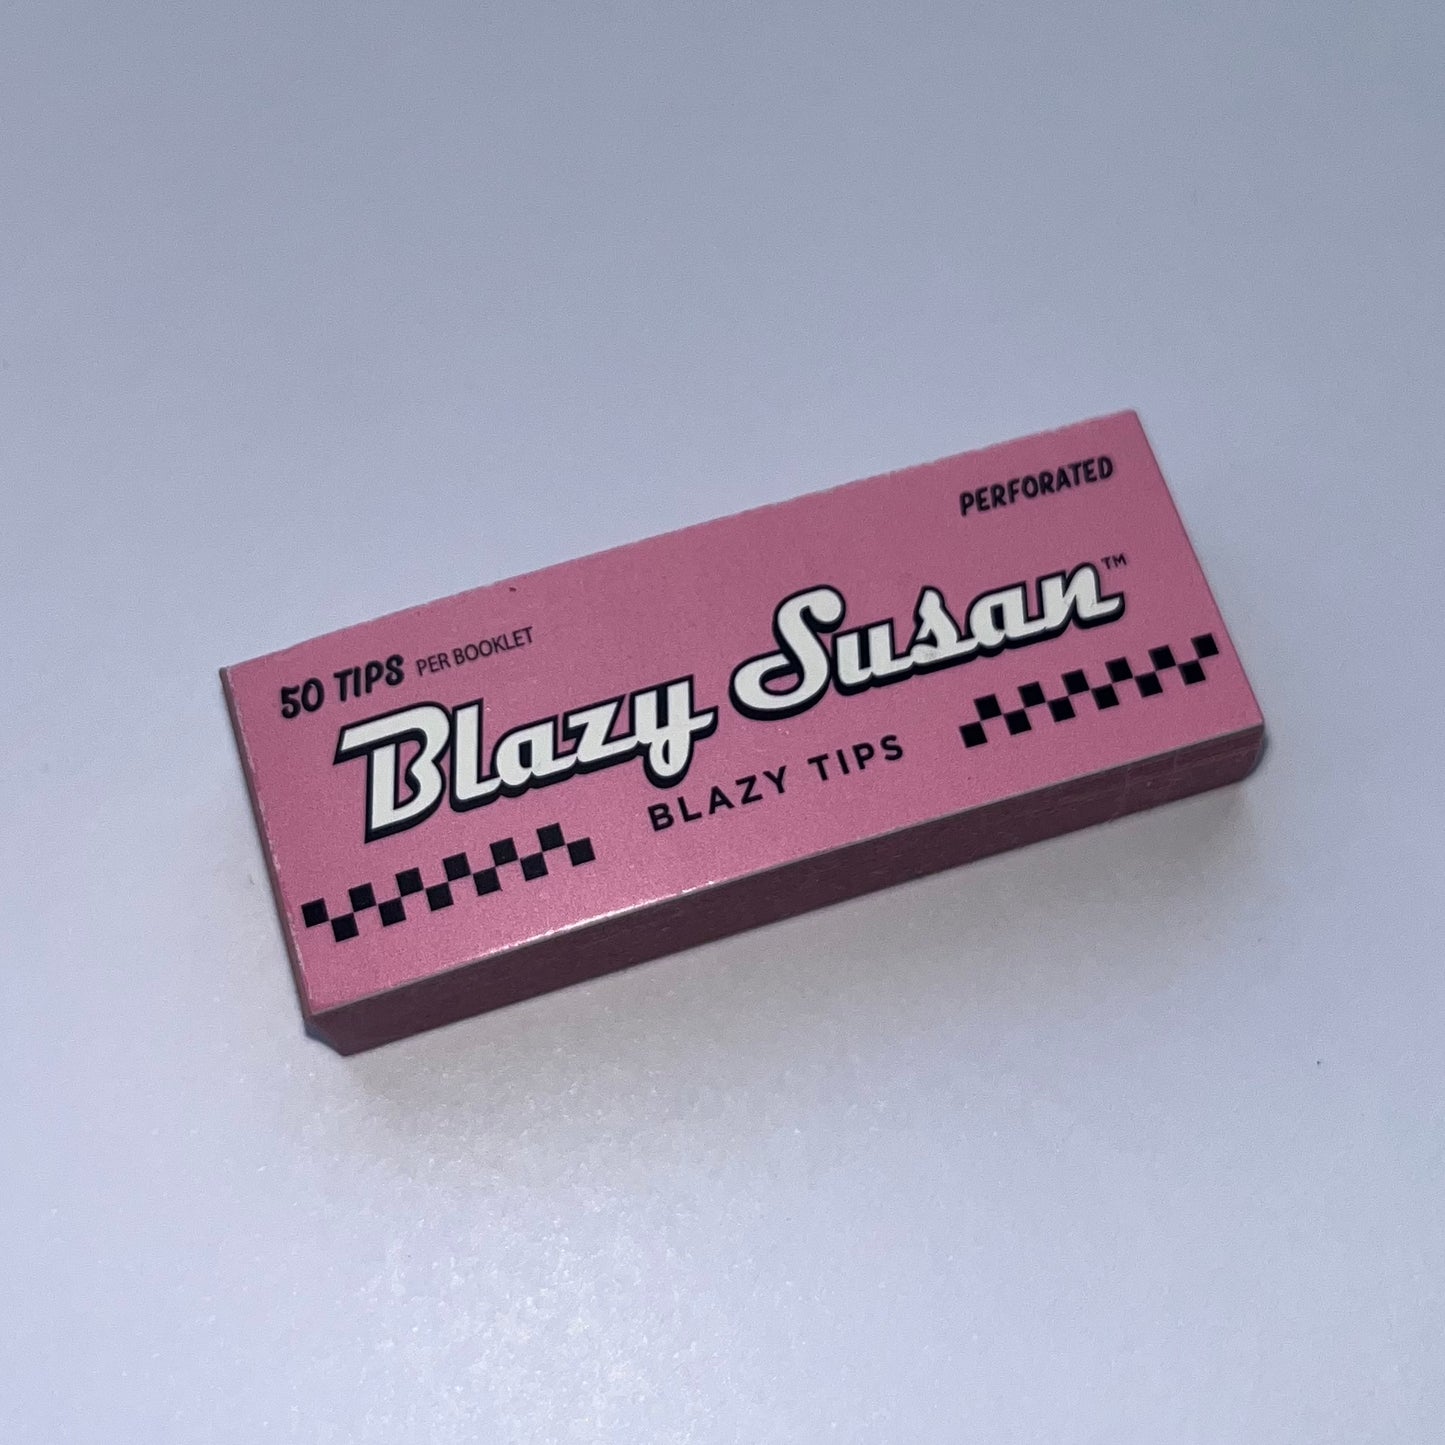 50 TIPS PER BOOKLET
PERFORATED
Blazy Susan™
BLAZY TIPS